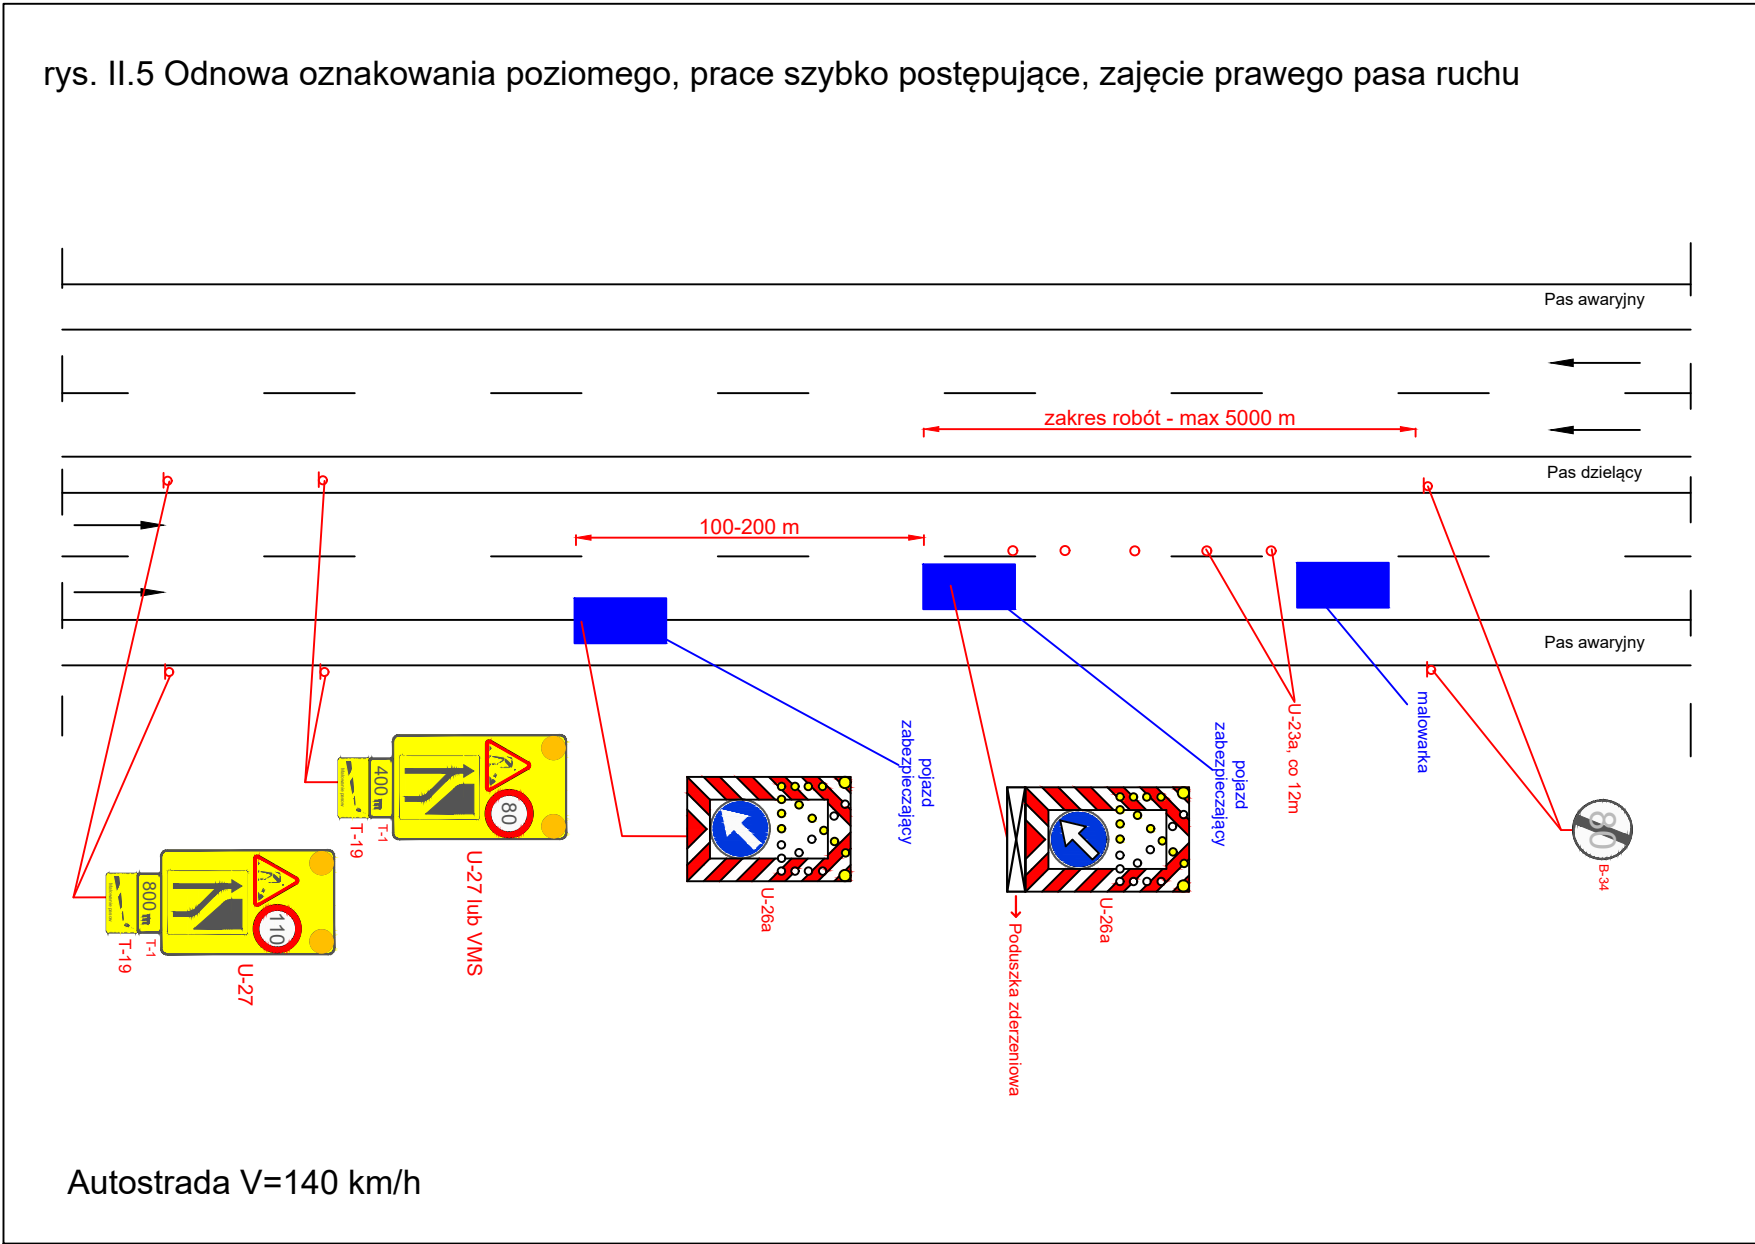 rys. II.5 Odnowa oznakowania poziomego, prace szybko postępujące, zajęcie prawego pasa ruchu
Pas awaryjny
zakres robót - max 5000 m
Pas dzielący
100-200 m
Pas awaryjny
malowarka
U-23a, co 12m
pojazd
zabezpieczający
pojazd
zabezpieczający
400 m
80
T-1
T-19
U-27 lub VMS
800 m
110
T-1
T-19
U-27
U-26a
U-26a
Poduszka zderzeniowa
80
B-34
Autostrada V=140 km/h